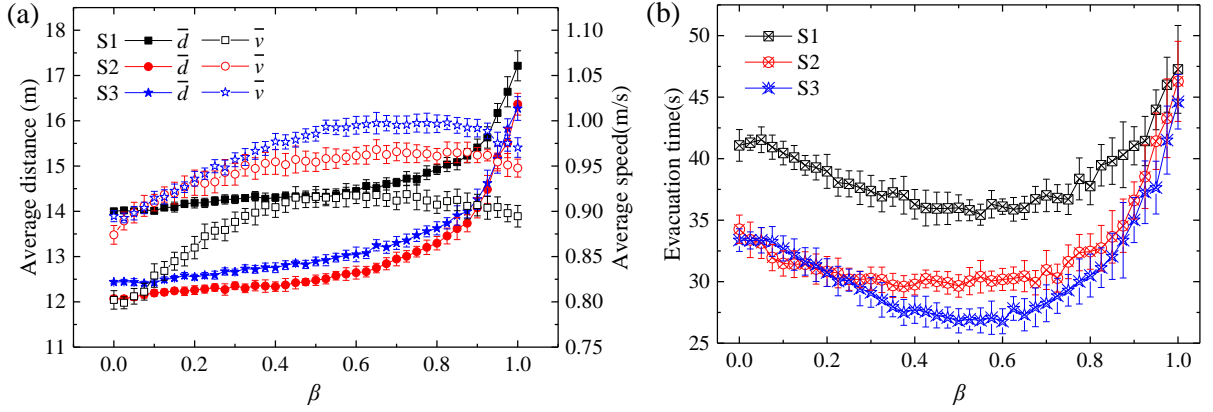 (a)
18
17
16
15
14
13
12
11
Average distance (m)
S1 d̅ v̅
S2 d̅ v̅
S3 d̅ v̅
1.10
1.05
1.00
0.95
0.90
0.85
0.80
0.75
Average speed(m/s)
0.0 0.2 0.4 0.6 0.8 1.0
β
(b)
50
45
40
35
30
25
Evacuation time(s)
S1
S2
S3
0.0 0.2 0.4 0.6 0.8 1.0
β